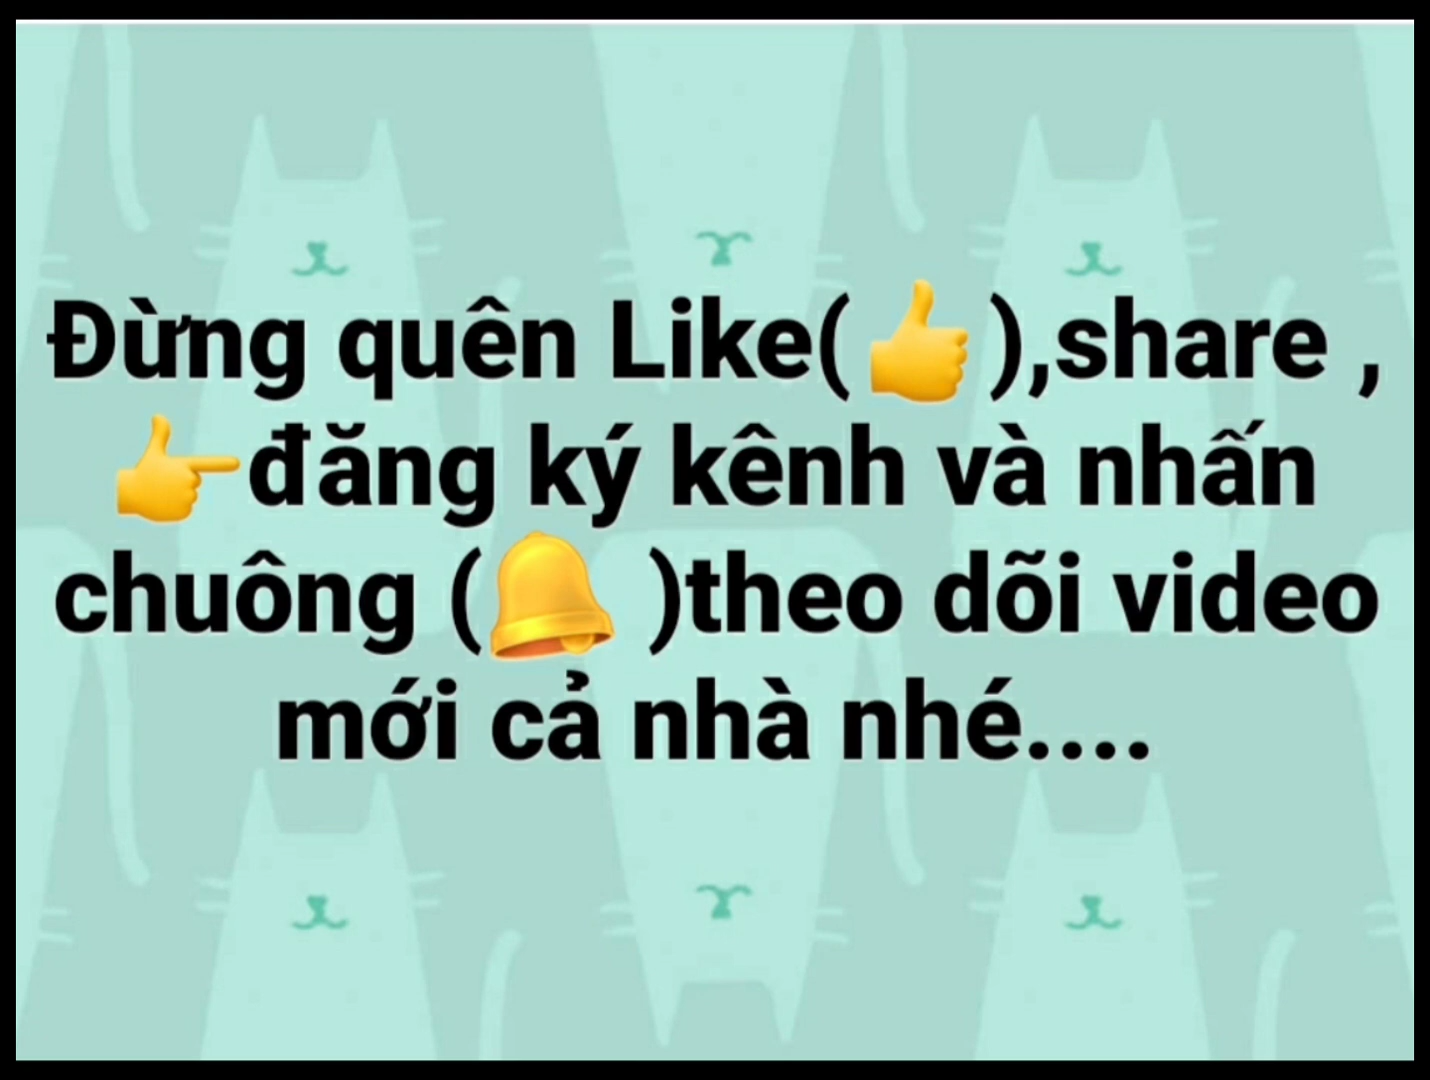 Đừng quên Like(👍),share ,
👉đăng ký kênh và nhấn
chuông (🔔 )theo dõi video
mới cả nhà nhé....